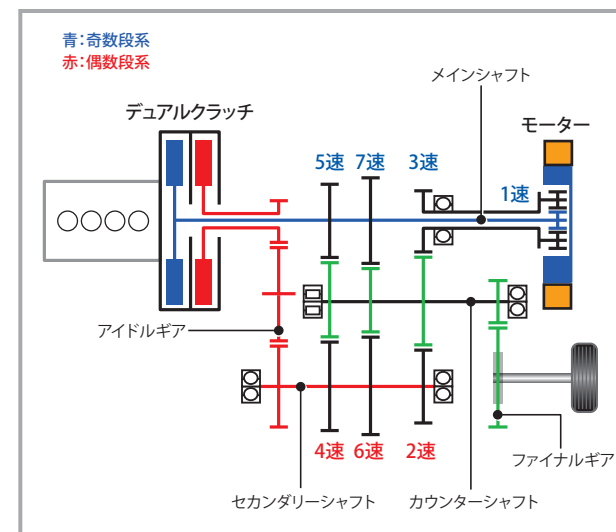 青：奇数段系
赤：偶数段系
メインシャフト
デュアルクラッチ
モーター
5速
7速
3速
1速
アイドルギア
4速
6速
2速
ファイナルギア
セカンダリーシャフト
カウンターシャフト